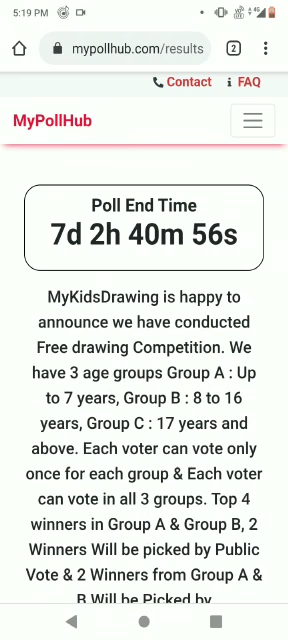 5:19 PM
4G
mypollhub.com/results
2
Contact
FAQ
MyPollHub
Poll End Time
7d 2h 40m 56s
MyKidsDrawing is happy to
announce we have conducted
Free drawing Competition. We
have 3 age groups Group A : Up
to 7 years, Group B : 8 to 16
years, Group C : 17 years and
above. Each voter can vote only
once for each group & Each voter
can vote in all 3 groups. Top 4
winners in Group A & Group B, 2
Winners Will be picked by Public
Vote & 2 Winners from Group A &
B Will be Picked by